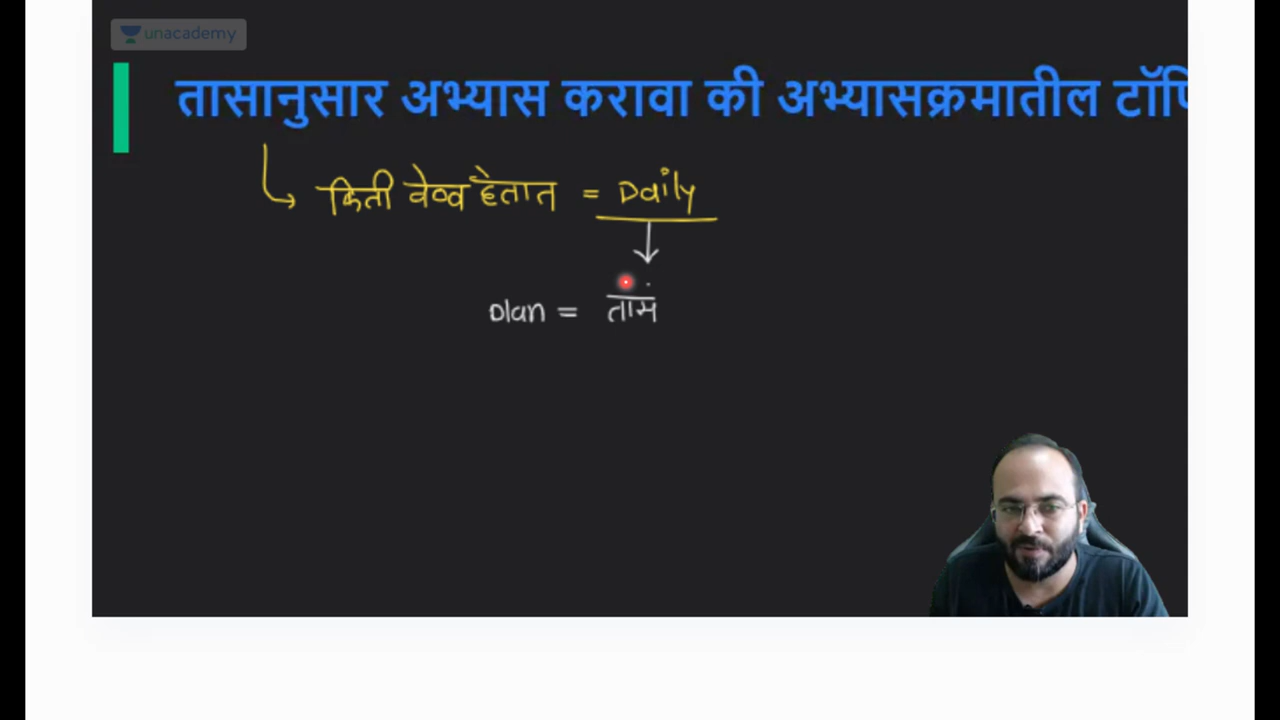 unacademy
तासानुसार अभ्यास करावा की अभ्यासक्रमातील
किती वेळ देतात = Daily
Plan = तास